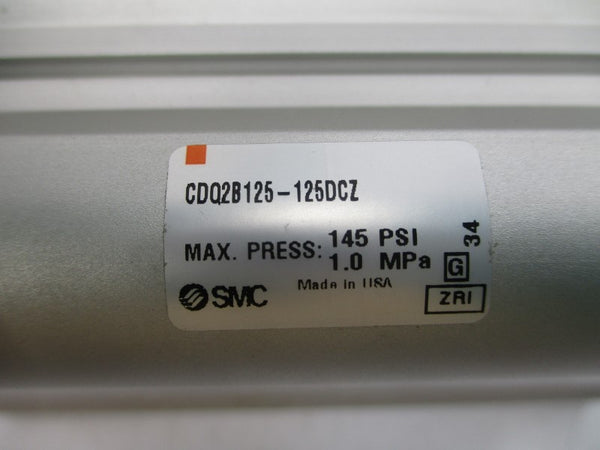 CDQ2B125-125DCZ
MAX. PRESS: 145 PSI
1.0 MPa
G
34
Made in USA
SMC
ZRI